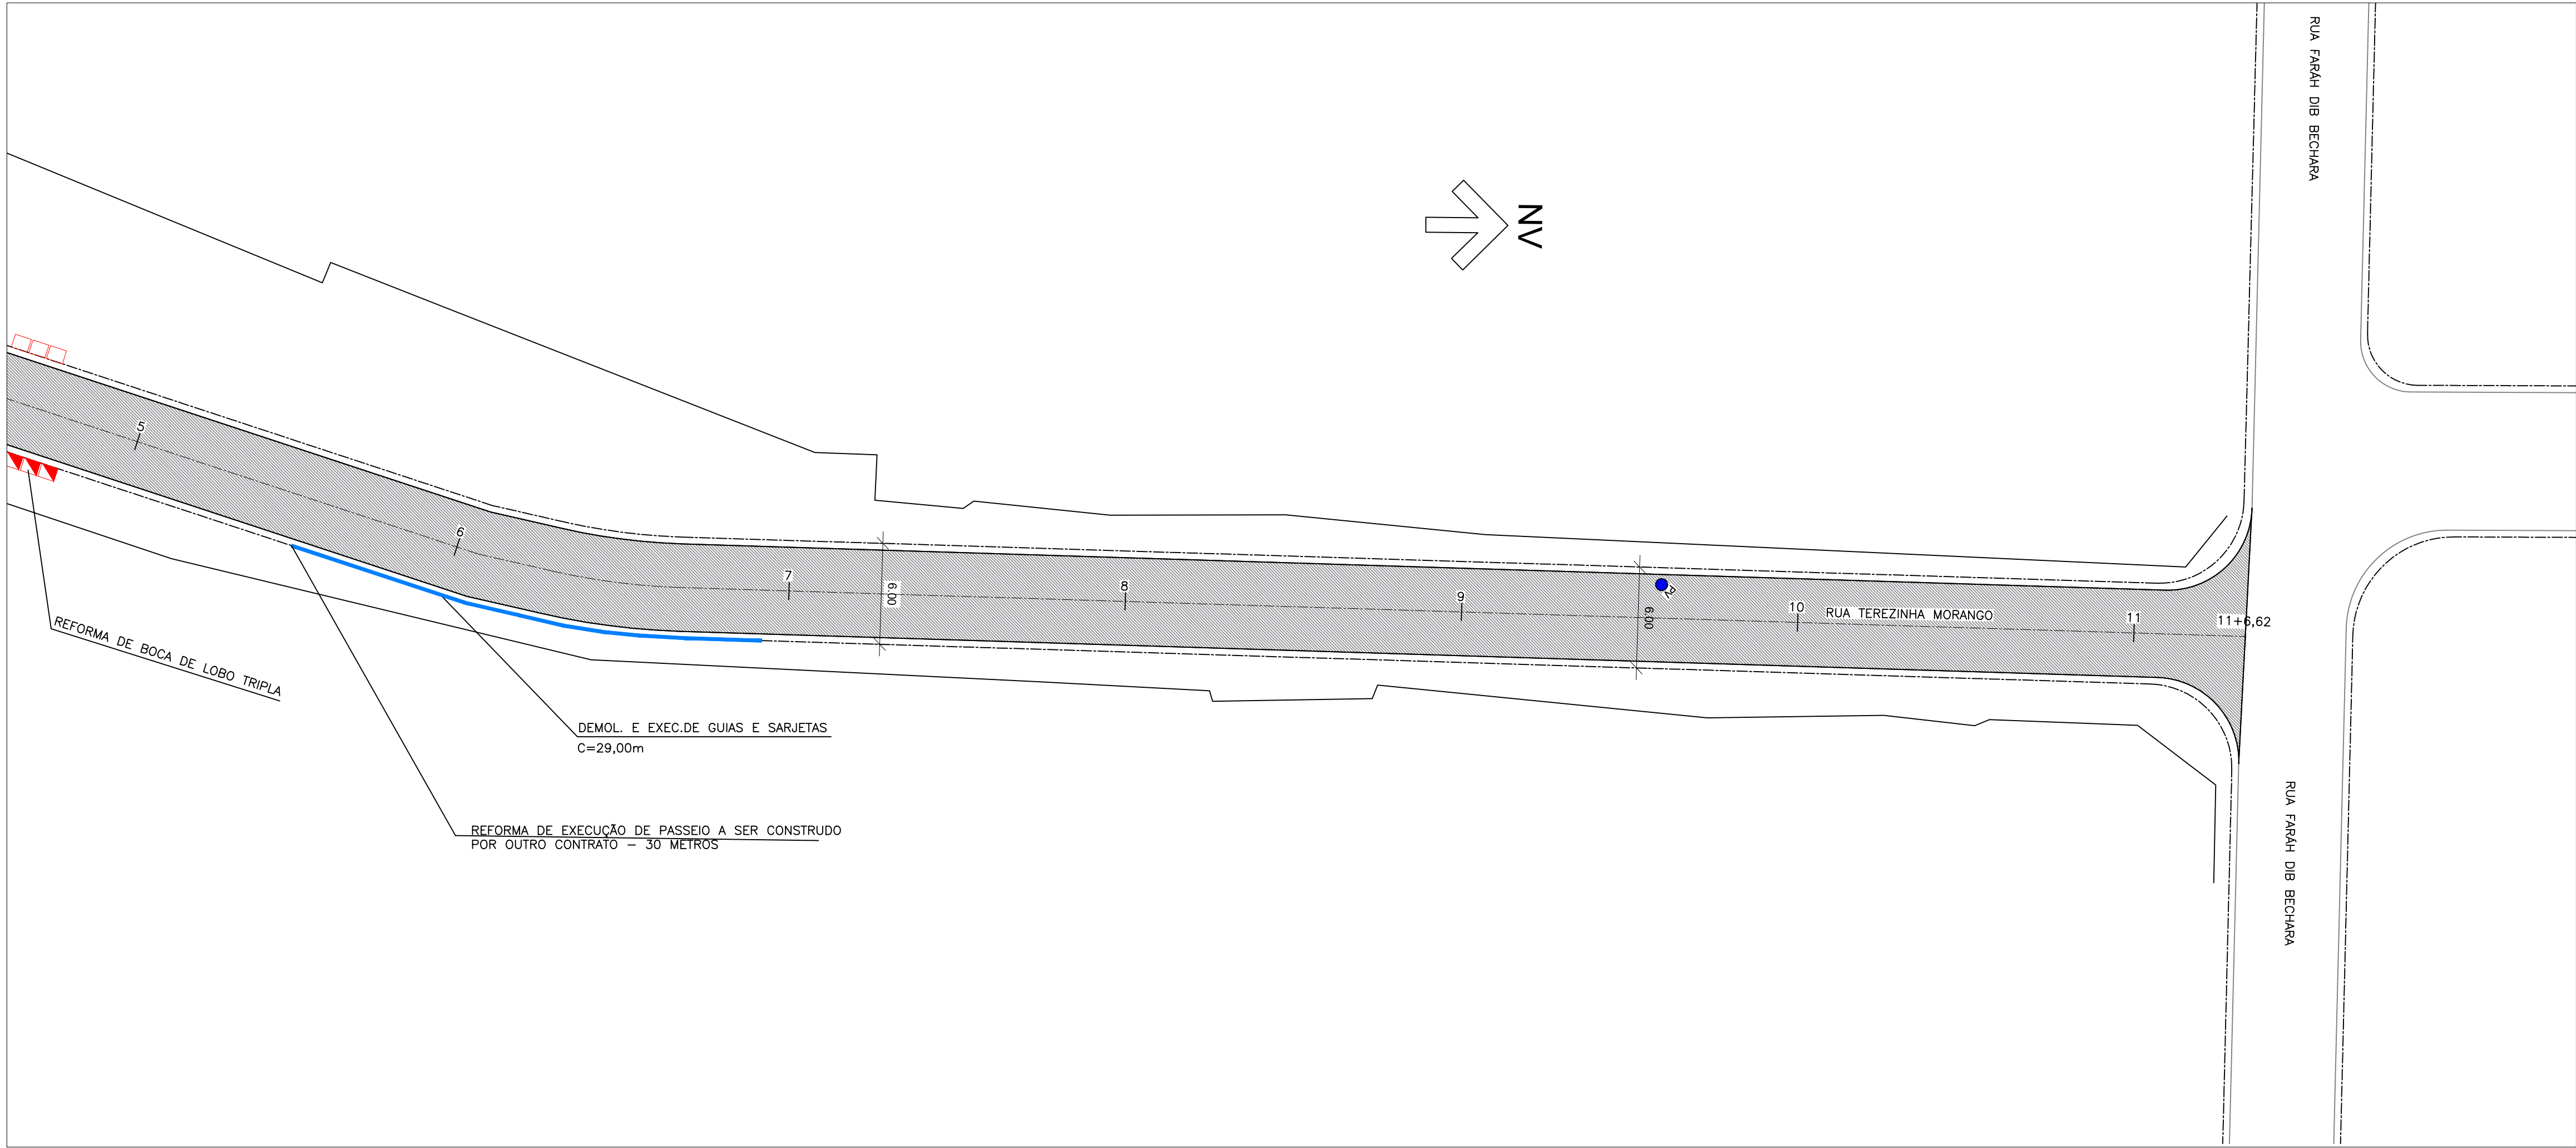 RUA FARÁH DIB BECHARA
NV
5
6
7
6.00
8
9
6.00
2
10
RUA TEREZINHA MORANGO
11
11+6,62
REFORMA DE BOCA DE LOBO TRIPLA
DEMOL. E EXEC.DE GUIAS E SARJETAS
C=29,00m
REFORMA DE EXECUÇÃO DE PASSEIO A SER CONSTRUDO
POR OUTRO CONTRATO – 30 METROS
RUA FARÁH DIB BECHARA